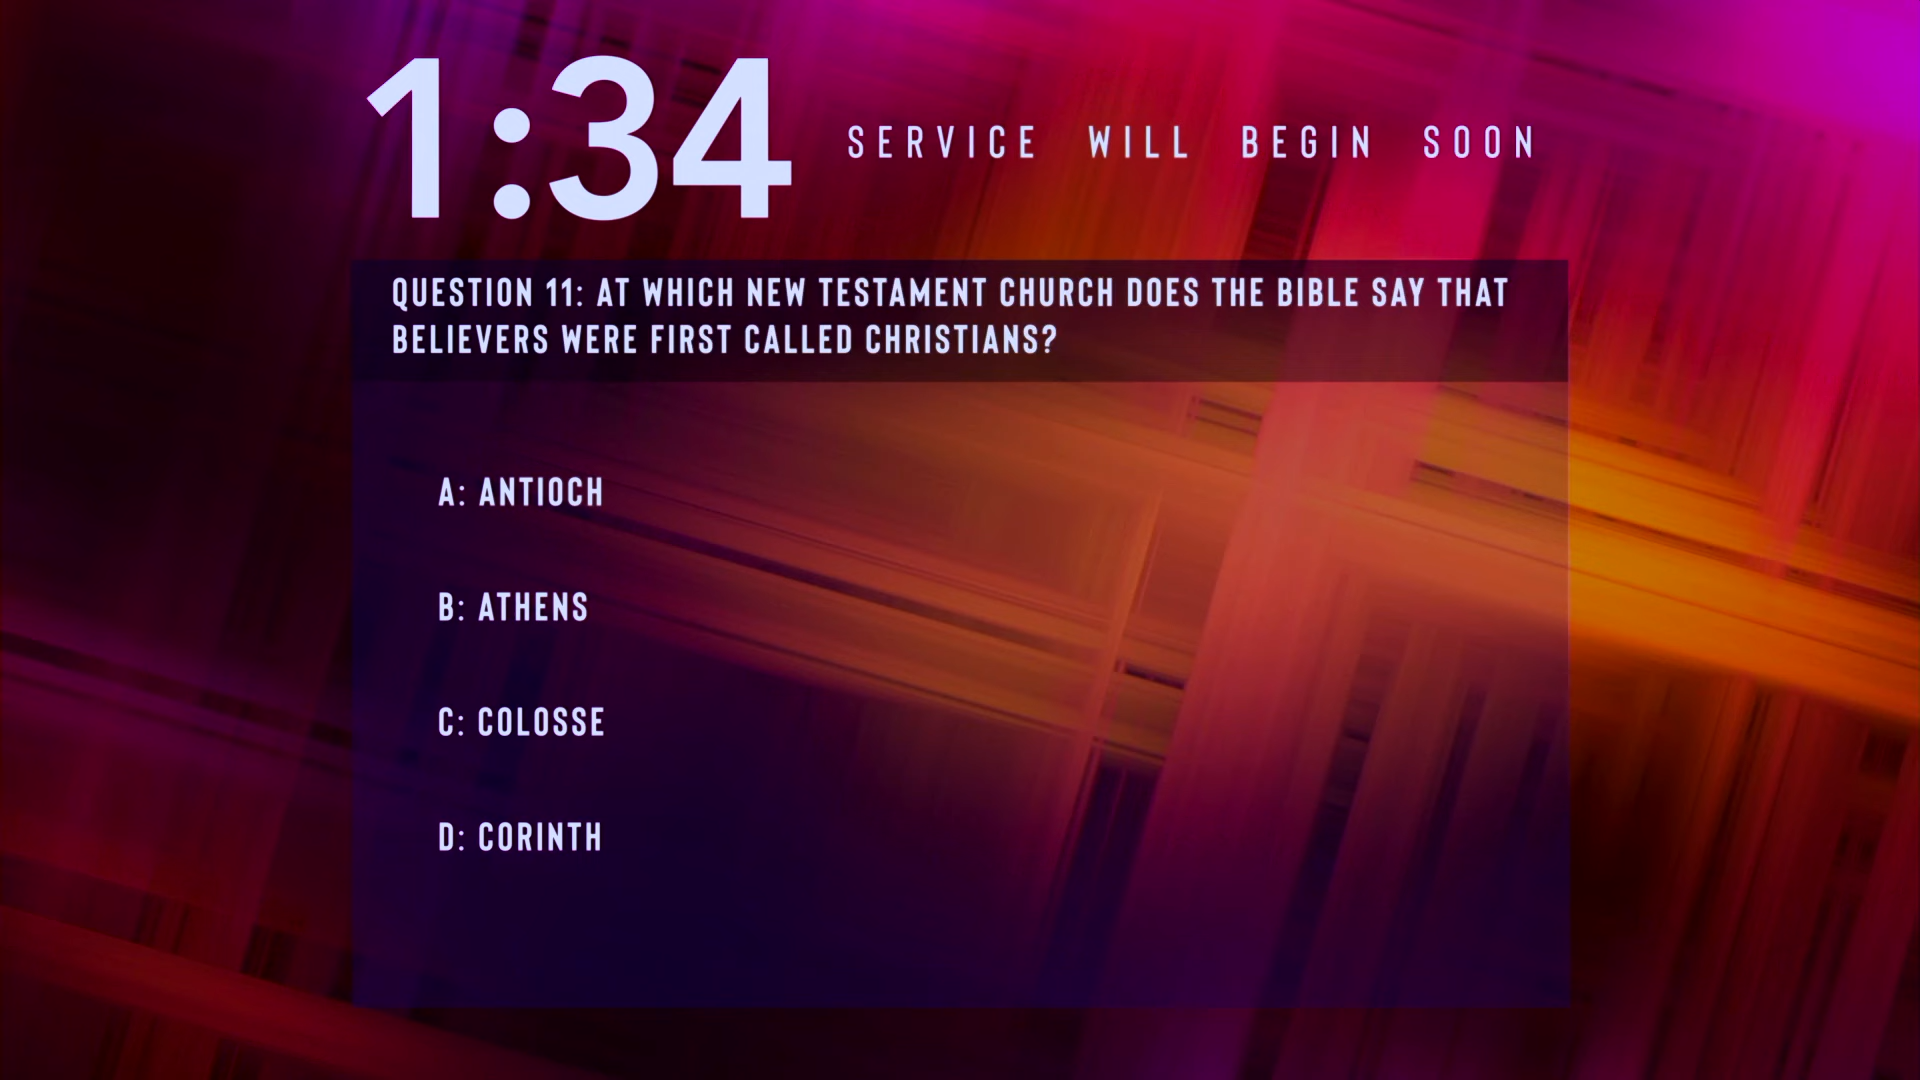 1:34
SERVICE WILL BEGIN SOON
QUESTION 11: AT WHICH NEW TESTAMENT CHURCH DOES THE BIBLE SAY THAT
BELIEVERS WERE FIRST CALLED CHRISTIANS?
A: ANTIOCH
B: ATHENS
C: COLOSSE
D: CORINTH